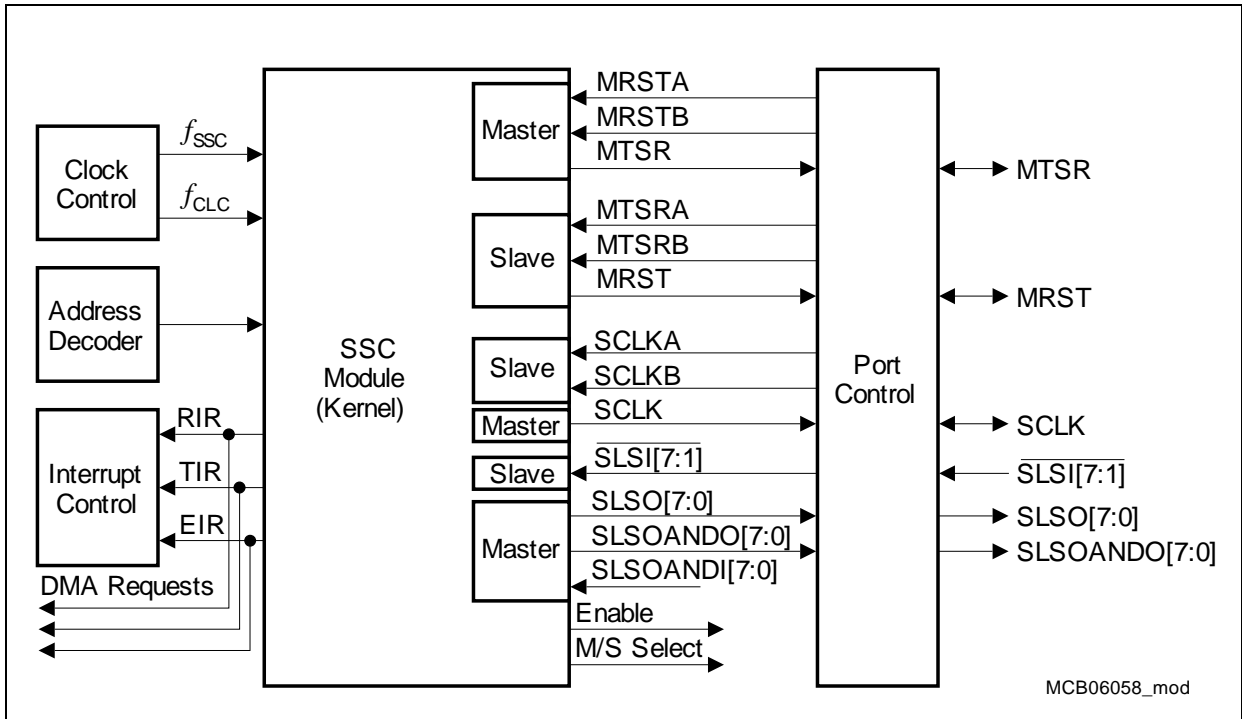 Clock
Control
fSSC
fCLC
Address
Decoder
Interrupt
Control
RIR
TIR
EIR
DMA Requests
SSC
Module
(Kernel)
Master
Slave
Slave
Master
Slave
Master
MRSTA
MRSTB
MTSR
MTSRA
MTSRB
MRST
SCLKA
SCLKB
SCLK
SLSI[7:1]
SLSO[7:0]
SLSOANDO[7:0]
SLSOANDI[7:0]
Enable
M/S Select
Port
Control
MTSR
MRST
SCLK
SLSI[7:1]
SLSO[7:0]
SLSOANDO[7:0]
MCB06058_mod